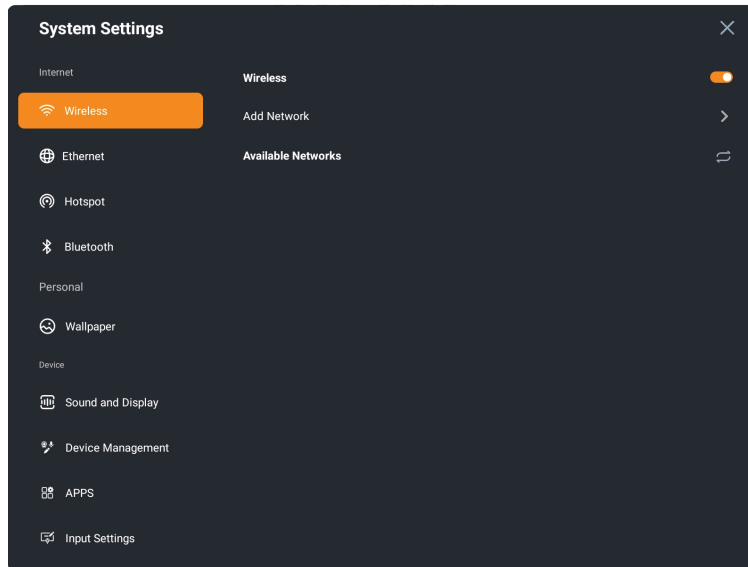 System Settings
Internet
Wireless
Ethernet
Hotspot
Bluetooth
Personal
Wallpaper
Device
Sound and Display
Device Management
APPS
Input Settings
Wireless
Add Network
Available Networks